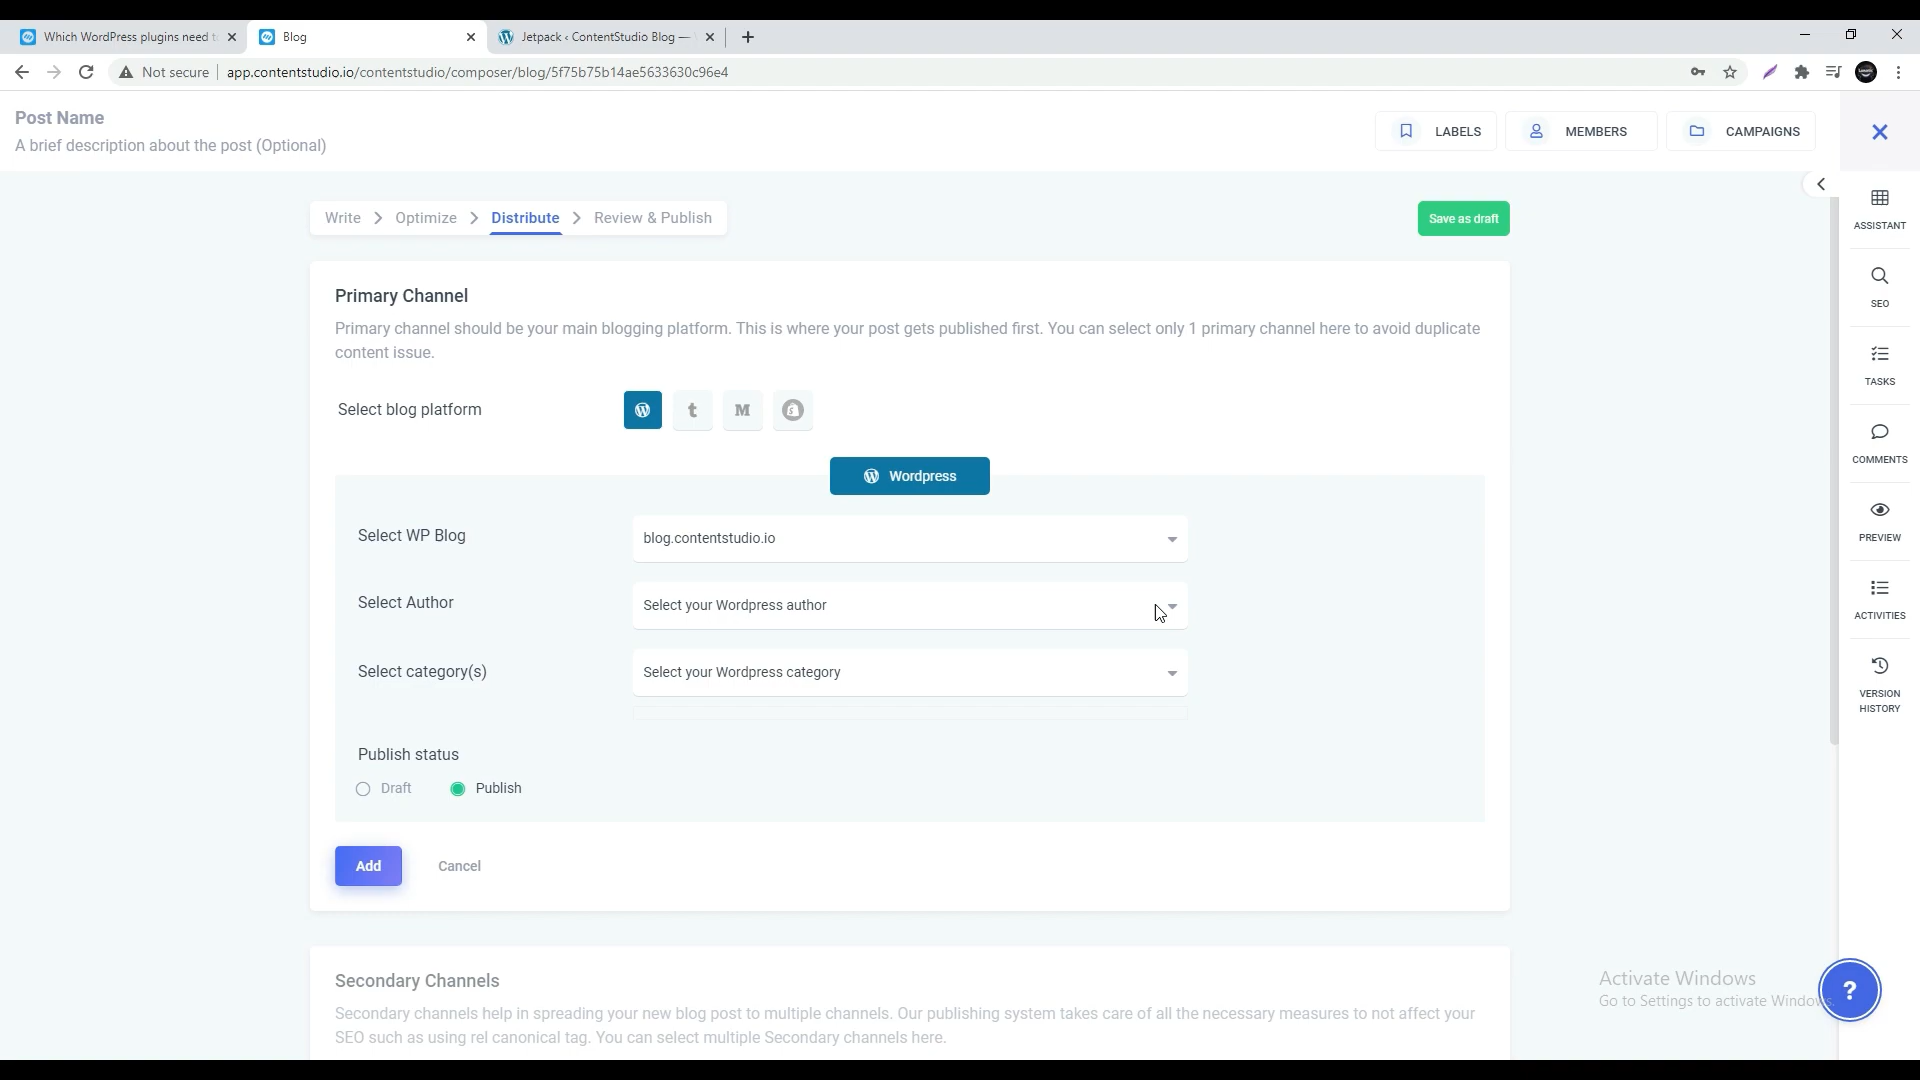 Which WordPress plugins need t
Blog
Jetpack ‹ ContentStudio Blog —
Not secure
app.contentstudio.io/contentstudio/composer/blog/5f75b75b14ae5633630c96e4
Post Name
A brief description about the post (Optional)
LABELS
MEMBERS
CAMPAIGNS
Write
Optimize
Distribute
Review & Publish
Save as draft
ASSISTANT
SEO
TASKS
COMMENTS
PREVIEW
ACTIVITIES
VERSION
HISTORY
Primary Channel
Primary channel should be your main blogging platform. This is where your post gets published first. You can select only 1 primary channel here to avoid duplicate
content issue.
Select blog platform
t
M
Wordpress
Select WP Blog
blog.contentstudio.io
Select Author
Select your Wordpress author
Select category(s)
Select your Wordpress category
Publish status
Draft
Publish
Add
Cancel
Secondary Channels
Secondary channels help in spreading your new blog post to multiple channels. Our publishing system takes care of all the necessary measures to not affect your
SEO such as using rel canonical tag. You can select multiple Secondary channels here.
Activate Windows
Go to Settings to activate Windows.
?